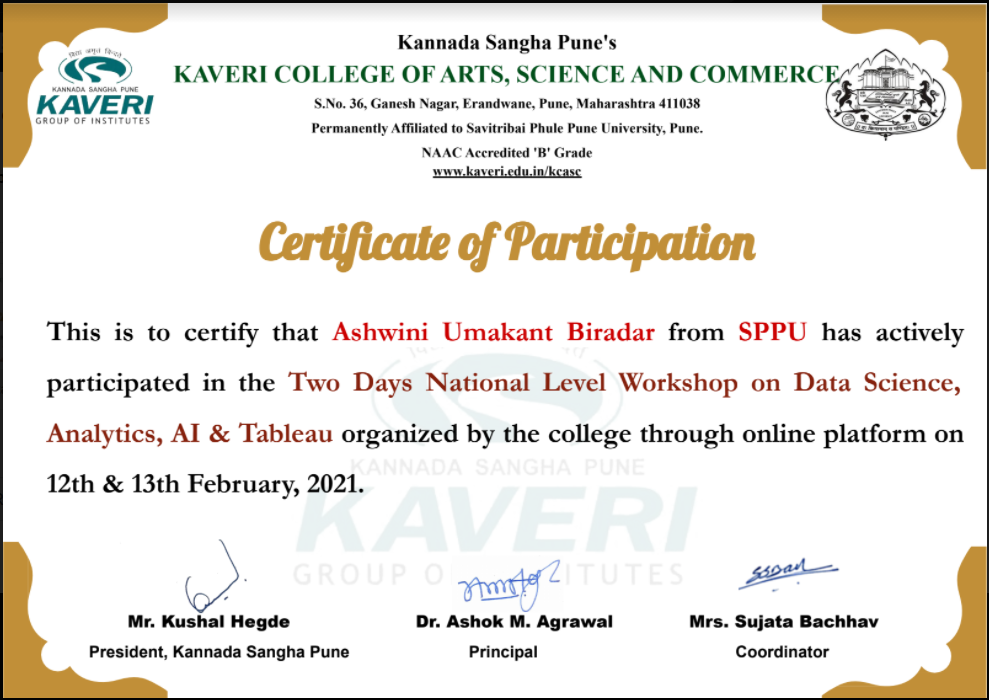 Kannada Sangha Pune's
KAVERI COLLEGE OF ARTS, SCIENCE AND COMMERCE
S.No. 36, Ganesh Nagar, Erandwane, Pune, Maharashtra 411038
Permanently Affiliated to Savitribai Phule Pune University, Pune.
NAAC Accredited 'B' Grade
www.kaveri.edu.in/kcasc
KANNADA SANGHA PUNE
KAVERI
GROUP OF INSTITUTES
Certificate of Participation
This is to certify that Ashwini Umakant Biradar from SPPU has actively
participated in the Two Days National Level Workshop on Data Science,
Analytics, AI & Tableau organized by the college through online platform on
12th & 13th February, 2021.
KANNADA SANGHA PUNE
KAVERI
GROUP O ITUTES
Mr. Kushal Hegde
President, Kannada Sangha Pune
Dr. Ashok M. Agrawal
Principal
Mrs. Sujata Bachhav
Coordinator